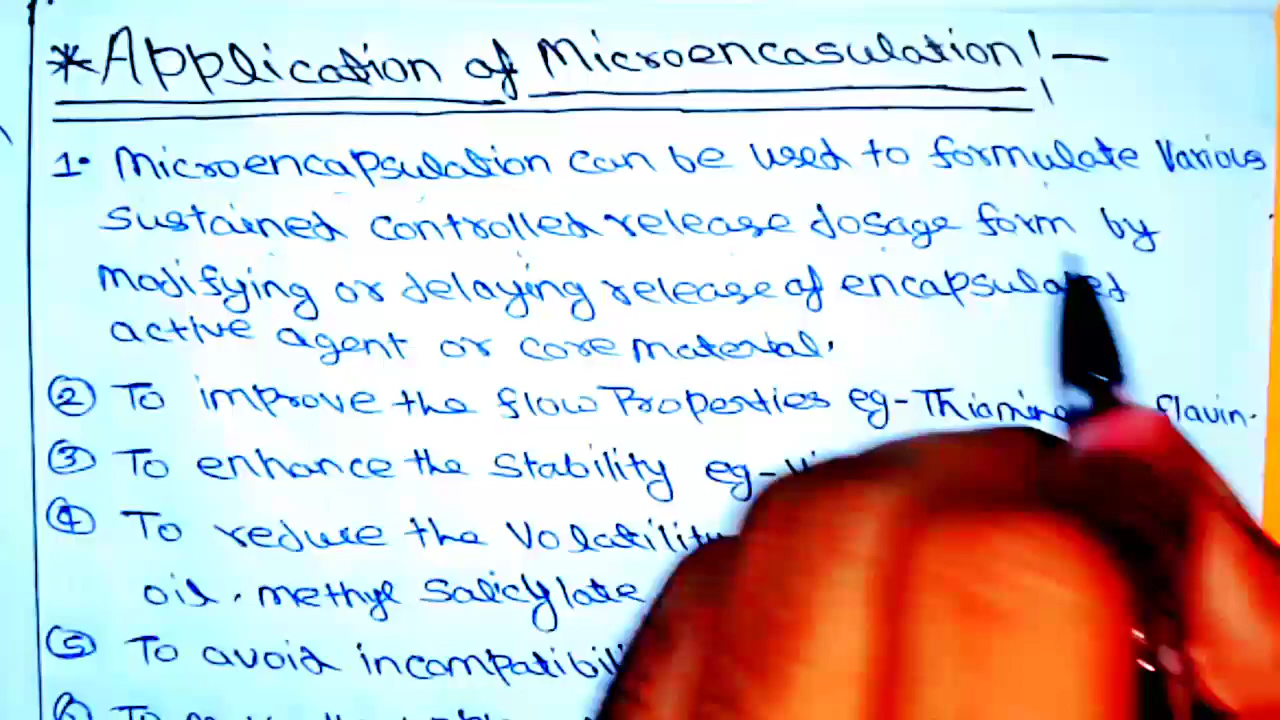 *Application of Microencasulation:-
1. Microencapsulation can be used to formulate Various
sustained controlled release dosage form by
modifying or delaying release of encapsulated
active agent or core material.
② To improve the flow Properties eg-Thiamine flavin.
③ To enhance the stability eg-
④ To reduce the Volatility
oil, methyl salicylate
⑤ To avoid